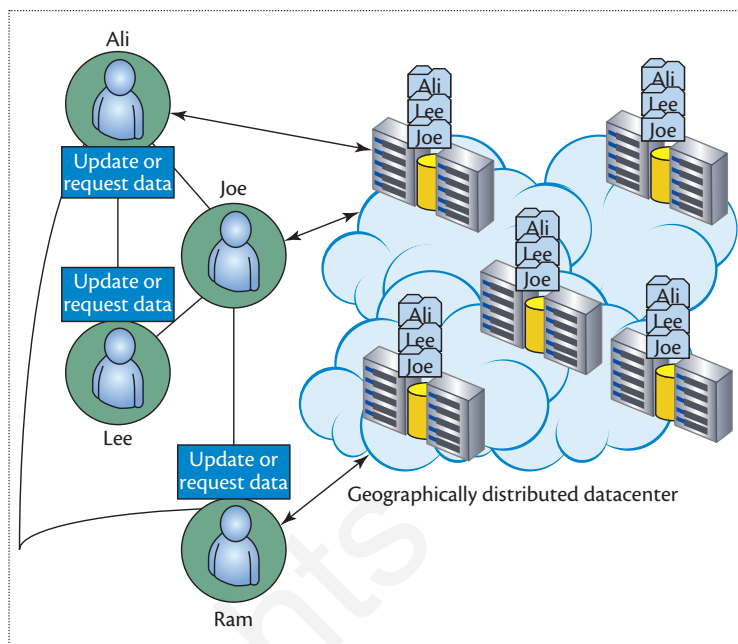 Ali
Update or
request data
Joe
Update or
request data
Lee
Update or
request data
Ram
Ali
Lee
Joe
Ali
Lee
Joe
Ali
Lee
Joe
Ali
Lee
Joe
Ali
Lee
Joe
Geographically distributed datacenter
hts